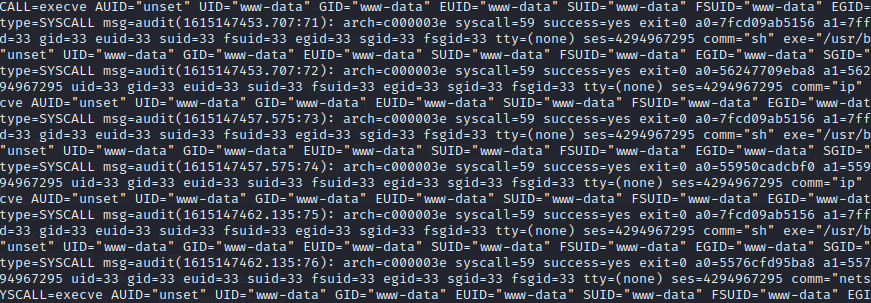 CALL=execve AUID="unset" UID="www-data" GID="www-data" EUID="www-data" SUID="www-data" FSUID="www-data" EGID=
type=SYSCALL msg=audit(1615147453.707:71): arch=c000003e syscall=59 success=yes exit=0 a0=7fcd09ab5156 a1=7ff
d=33 gid=33 euid=33 suid=33 fsuid=33 egid=33 sgid=33 fsgid=33 tty=(none) ses=4294967295 comm="sh" exe="/usr/b
"unset" UID="www-data" GID="www-data" EUID="www-data" SUID="www-data" FSUID="www-data" EGID="www-data" SGID="
type=SYSCALL msg=audit(1615147453.707:72): arch=c000003e syscall=59 success=yes exit=0 a0=56247709eba8 a1=562
94967295 uid=33 gid=33 euid=33 suid=33 fsuid=33 egid=33 sgid=33 fsgid=33 tty=(none) ses=4294967295 comm="ip"
cve AUID="unset" UID="www-data" GID="www-data" EUID="www-data" SUID="www-data" FSUID="www-data" EGID="www-dat
type=SYSCALL msg=audit(1615147457.575:73): arch=c000003e syscall=59 success=yes exit=0 a0=7fcd09ab5156 a1=7ff
d=33 gid=33 euid=33 suid=33 fsuid=33 egid=33 sgid=33 fsgid=33 tty=(none) ses=4294967295 comm="sh" exe="/usr/b
"unset" UID="www-data" GID="www-data" EUID="www-data" SUID="www-data" FSUID="www-data" EGID="www-data" SGID="
type=SYSCALL msg=audit(1615147457.575:74): arch=c000003e syscall=59 success=yes exit=0 a0=55950cadcbf0 a1=559
94967295 uid=33 gid=33 euid=33 suid=33 fsuid=33 egid=33 sgid=33 fsgid=33 tty=(none) ses=4294967295 comm="ip"
cve AUID="unset" UID="www-data" GID="www-data" EUID="www-data" SUID="www-data" FSUID="www-data" EGID="www-dat
type=SYSCALL msg=audit(1615147462.135:75): arch=c000003e syscall=59 success=yes exit=0 a0=7fcd09ab5156 a1=7ff
d=33 gid=33 euid=33 suid=33 fsuid=33 egid=33 sgid=33 fsgid=33 tty=(none) ses=4294967295 comm="sh" exe="/usr/b
"unset" UID="www-data" GID="www-data" EUID="www-data" SUID="www-data" FSUID="www-data" EGID="www-data" SGID="
type=SYSCALL msg=audit(1615147462.135:76): arch=c000003e syscall=59 success=yes exit=0 a0=5576cfd95ba8 a1=557
94967295 uid=33 gid=33 euid=33 suid=33 fsuid=33 egid=33 sgid=33 fsgid=33 tty=(none) ses=4294967295 comm="nets
YSCALL=execve AUID="unset" UID="www-data" GID="www-data" EUID="www-data" SUID="www-data" FSUID="www-data" EGI